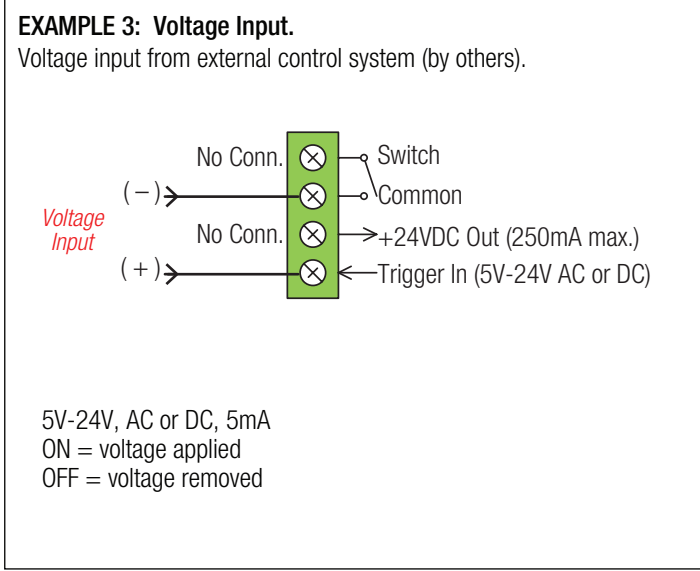 EXAMPLE 3: Voltage Input.
Voltage input from external control system (by others).
No Conn.
Switch
(−)
Common
Voltage
Input
No Conn.
+24VDC Out (250mA max.)
(+)
Trigger In (5V-24V AC or DC)
5V-24V, AC or DC, 5mA
ON = voltage applied
OFF = voltage removed